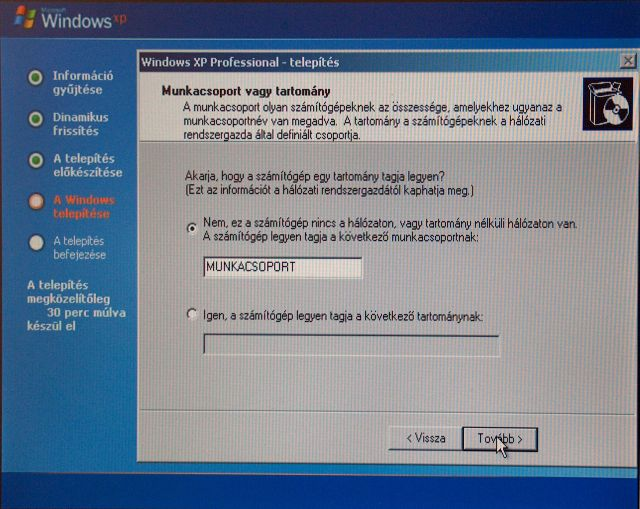 Microsoft
Windows xp
Információ
gyűjtése
Dinamikus
frissítés
A telepítés
előkészítése
A Windows
telepítése
A telepítés
befejezése
A telepítés
megközelítőleg
30 perc múlva
készül el
Windows XP Professional - telepítés
Munkacsoport vagy tartomány
A munkacsoport olyan számítógépeknek az összessége, amelyekhez ugyanaz a
munkacsoportnév van megadva. A tartomány a számítógépeknek a hálózati
rendszergazda által definiált csoportja.
Akarja, hogy a számítógép egy tartomány tagja legyen?
(Ezt az információt a hálózati rendszergazdától kaphatja meg.)
Nem, ez a számítógép nincs a hálózaton, vagy tartomány nélküli hálózaton van.
A számítógép legyen tagja a következő munkacsoportnak:
MUNKACSOPORT
Igen, a számítógép legyen tagja a következő tartománynak:
< Vissza
Tovább >